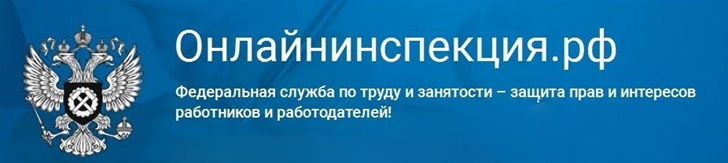 Онлайнинспекция.рф
Федеральная служба по труду и занятости – защита прав и интересов
работников и работодателей!